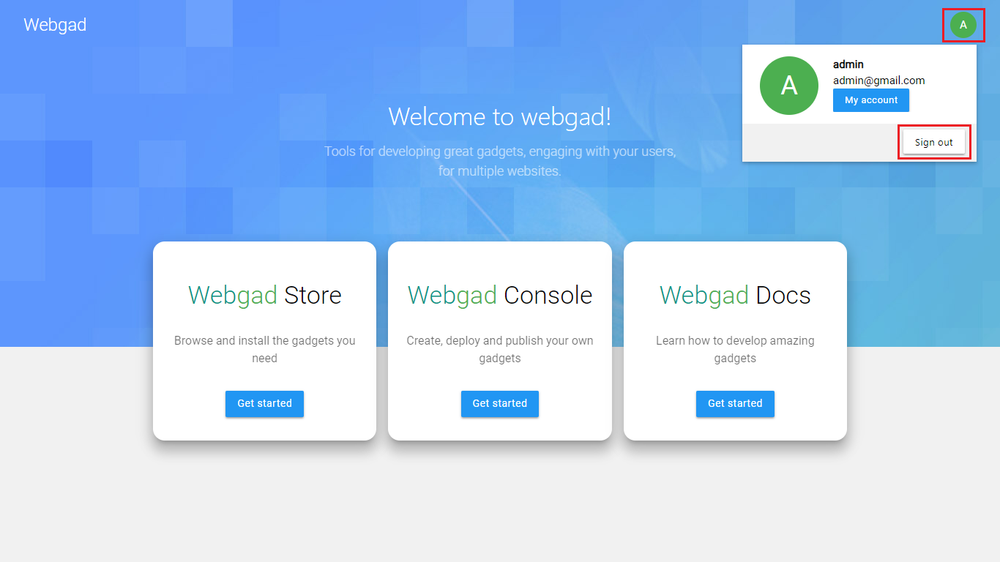 Webgad
A
A
admin
admin@gmail.com
My account
Sign out
Welcome to webgad!
Tools for developing great gadgets, engaging with your users,
for multiple websites.
Webgad Store
Browse and install the gadgets you
need
Get started
Webgad Console
Create, deploy and publish your own
gadgets
Get started
Webgad Docs
Learn how to develop amazing
gadgets
Get started